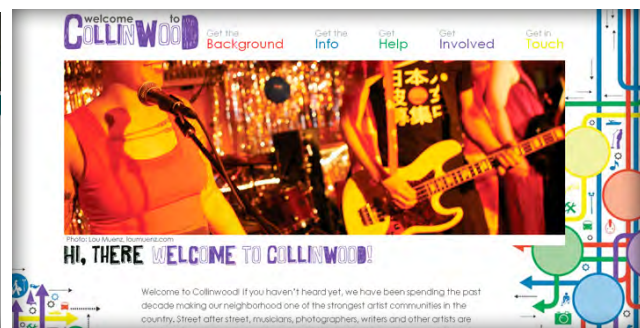 welcome to
COLLINWOOD
Get the Background
Get the Info
Get Help
Get Involved
Get in Touch
日本
Photo: Lou Muenz, loumuenz.com
HI, THERE WELCOME TO COLLINWOOD!
Welcome to Collinwood! If you haven't heard yet, we have been spending the past
decade making our neighborhood one of the strongest artist communities in the
country. Street after street, musicians, photographers, writers and other artists are